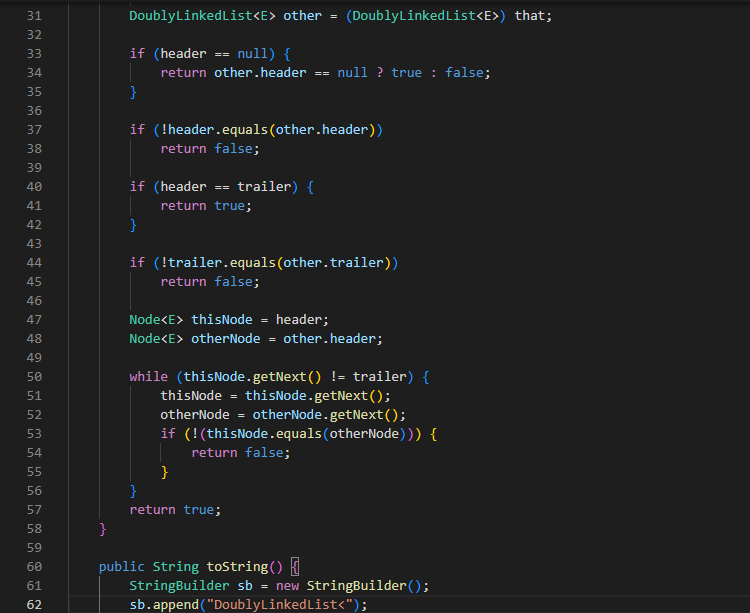 31 DoublyLinkedList<E> other = (DoublyLinkedList<E>) that;
32
33 if (header == null) {
34 return other.header == null ? true : false;
35 }
36
37 if (!header.equals(other.header))
38 return false;
39
40 if (header == trailer) {
41 return true;
42 }
43
44 if (!trailer.equals(other.trailer))
45 return false;
46
47 Node<E> thisNode = header;
48 Node<E> otherNode = other.header;
49
50 while (thisNode.getNext() != trailer) {
51 thisNode = thisNode.getNext();
52 otherNode = otherNode.getNext();
53 if (!(thisNode.equals(otherNode))) {
54 return false;
55 }
56 }
57 return true;
58 }
59
60 public String toString() {
61 StringBuilder sb = new StringBuilder();
62 sb.append("DoublyLinkedList<");